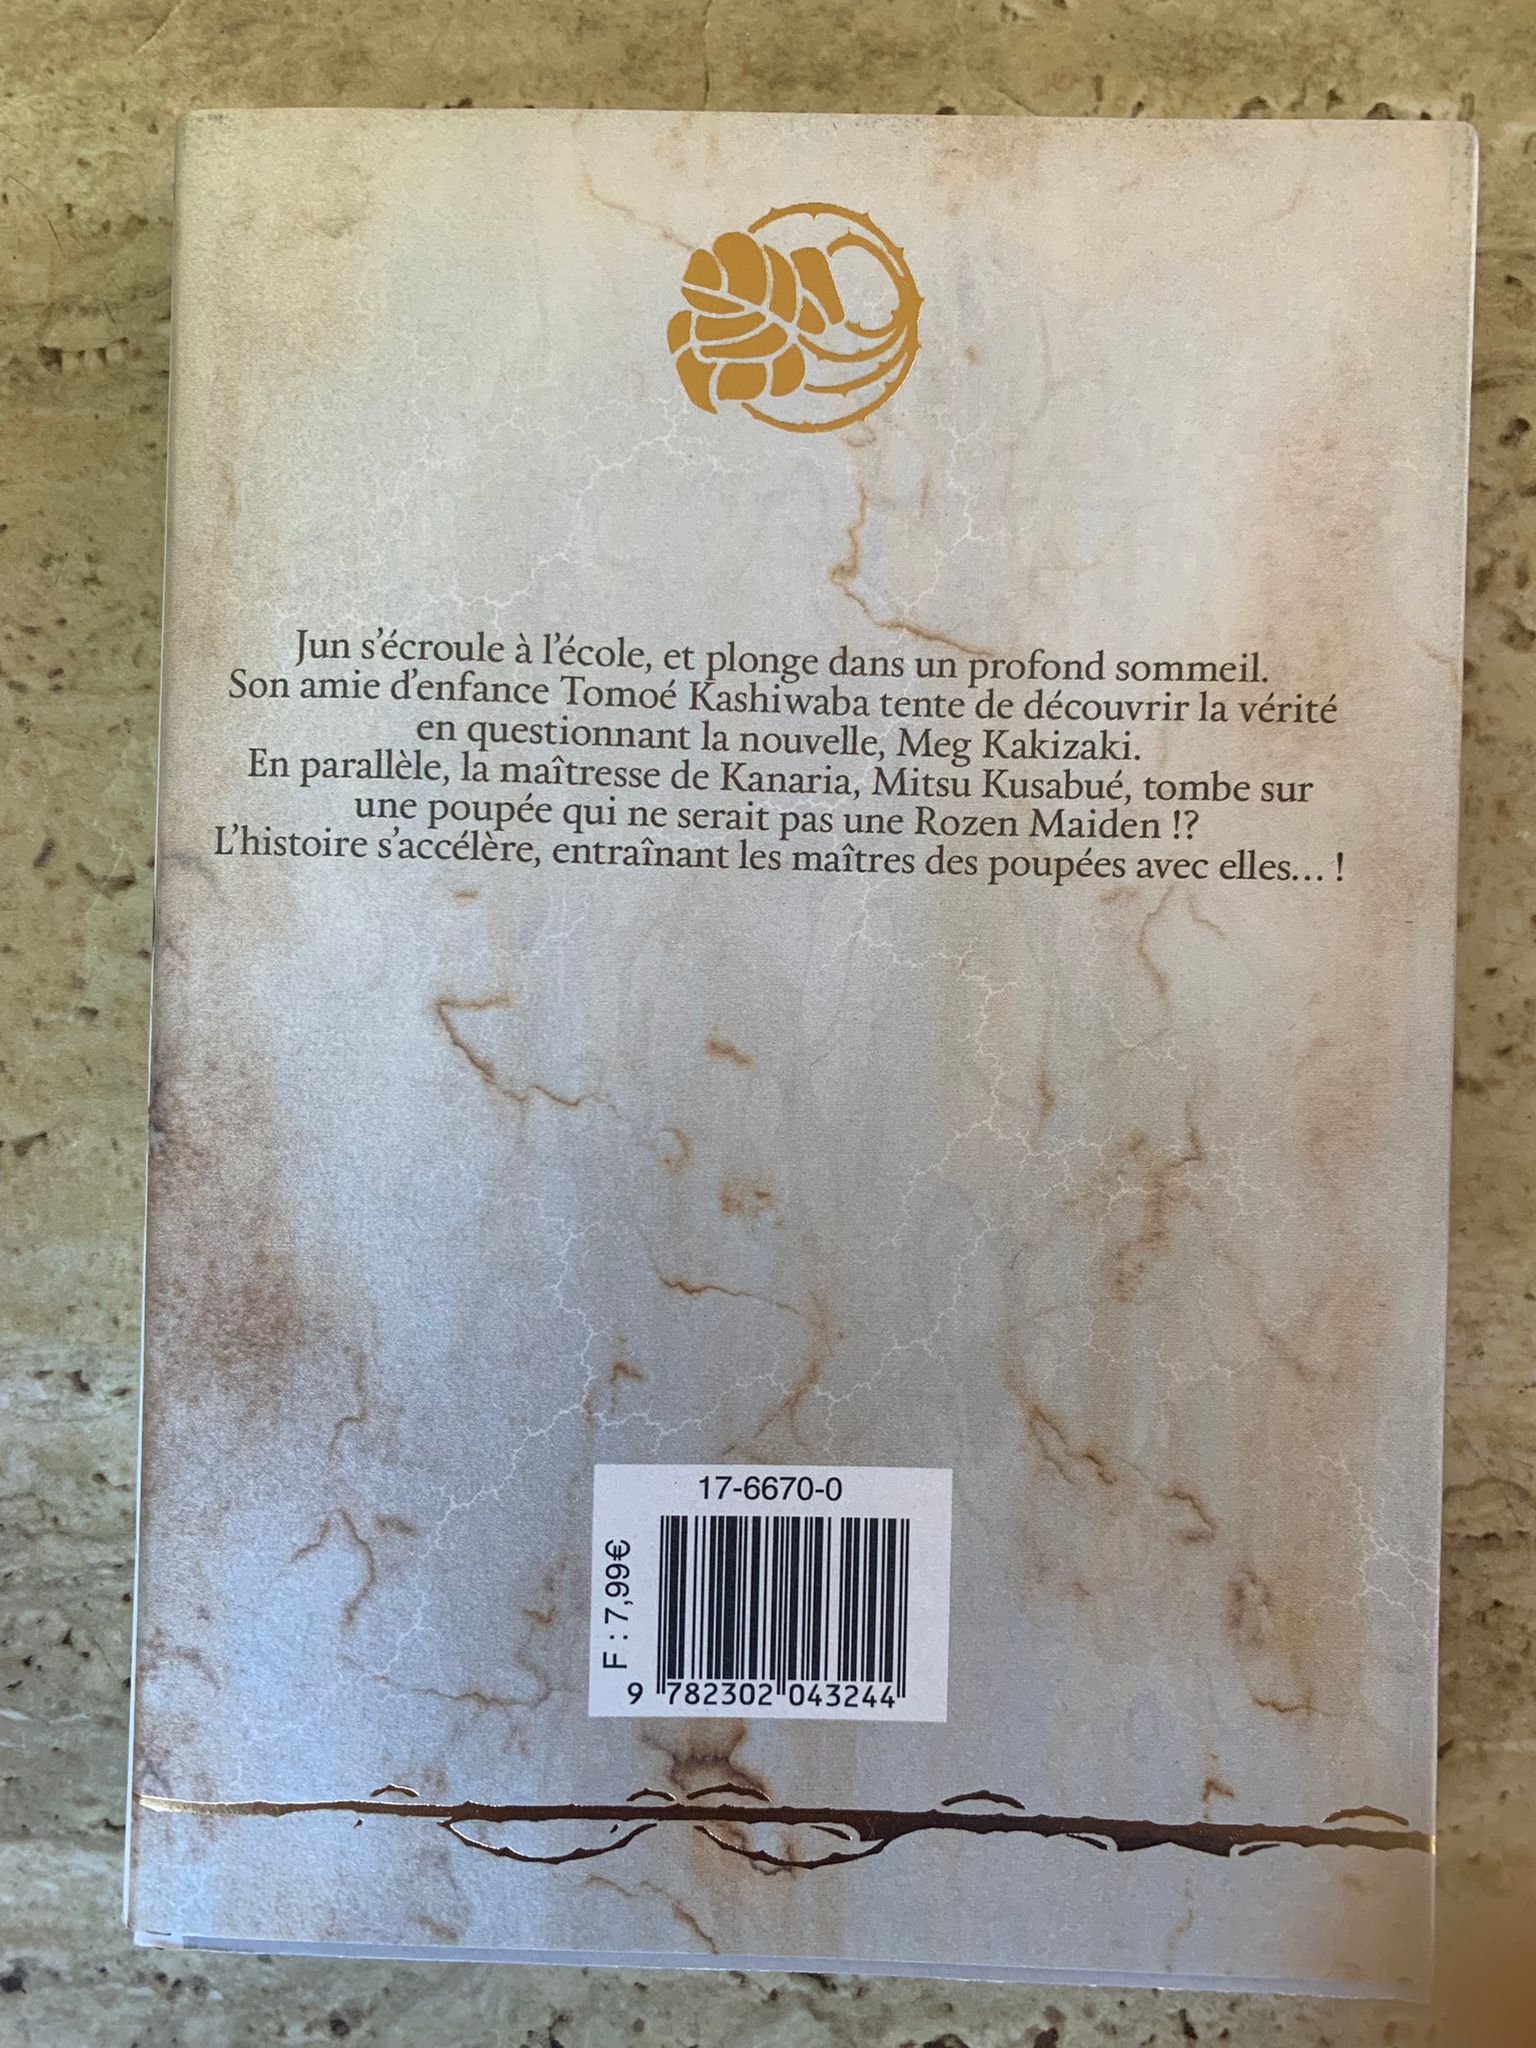 Jun s'écroule à l'école, et plonge dans un profond sommeil.
Son amie d'enfance Tomoé Kashiwaba tente de découvrir la vérité
en questionnant la nouvelle, Meg Kakizaki.
En parallèle, la maîtresse de Kanaria, Mitsu Kusabué, tombe sur
une poupée qui ne serait pas une Rozen Maiden !?
L'histoire s'accélère, entraînant les maîtres des poupées avec elles… !
17-6670-0
F : 7,99€
9 782302 043244